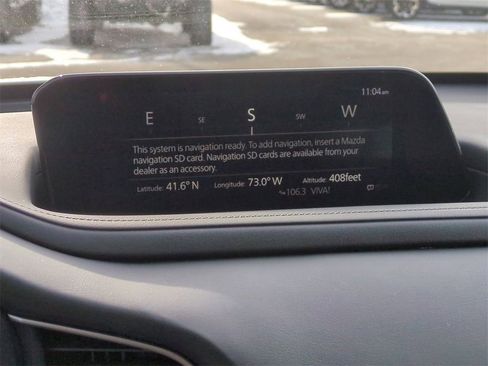 11:04am
E SE S SW W
This system is navigation ready. To add navigation, insert a Mazda
navigation SD card. Navigation SD cards are available from your
dealer as an accessory.
Latitude: 41.6° N Longitude: 73.0° W Altitude: 408feet
106.3 VIVA!